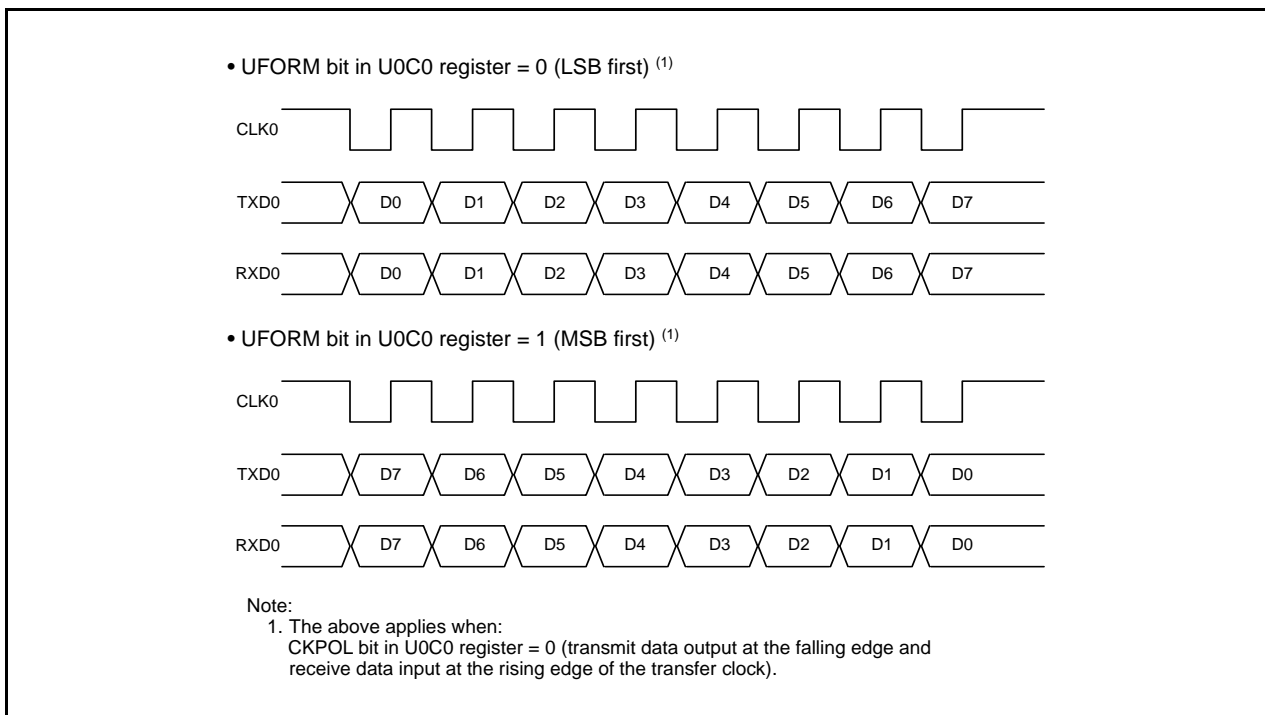 • UFORM bit in U0C0 register = 0 (LSB first) (1)
CLK0
TXD0 D0 D1 D2 D3 D4 D5 D6 D7
RXD0 D0 D1 D2 D3 D4 D5 D6 D7
• UFORM bit in U0C0 register = 1 (MSB first) (1)
CLK0
TXD0 D7 D6 D5 D4 D3 D2 D1 D0
RXD0 D7 D6 D5 D4 D3 D2 D1 D0
Note:
1. The above applies when:
CKPOL bit in U0C0 register = 0 (transmit data output at the falling edge and
receive data input at the rising edge of the transfer clock).